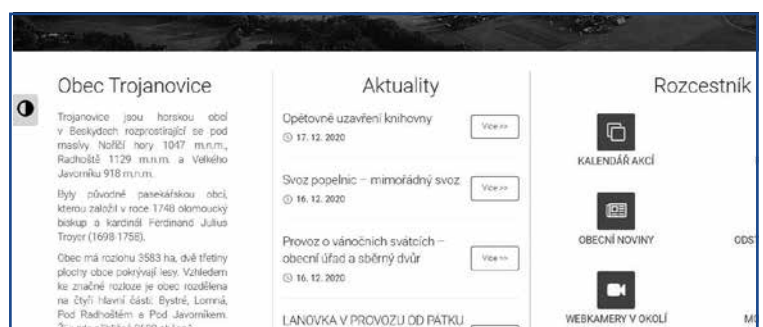 Obec Trojanovice
Trojanovice jsou horskou obcí
v Beskydech rozprostírající se pod
masívy Noříčí hory 1047 m.n.m.,
Radhoště 1129 m.n.m. a Velkého
Javorníku 918 m.n.m.
Byly původně pasekářskou obcí,
kterou založil v roce 1748 olomoucký
biskup a kardinál Ferdinand Julius
Troyer (1698-1758).
Obec má rozlohu 3583 ha, dvě třetiny
plochy obce pokrývají lesy. Vzhledem
ke značné rozloze je obec rozdělena
na čtyři hlavní části: Bystré, Lomná,
Pod Radhoštěm a Pod Javorníkem.
Aktuality
Opětovné uzavření knihovny
17. 12. 2020
Více >>
Svoz popelnic – mimořádný svoz
16. 12. 2020
Více >>
Provoz o vánočních svátcích –
obecní úřad a sběrný dvůr
16. 12. 2020
Více >>
LANOVKA V PROVOZU OD PÁTKU
Rozcestník
KALENDÁŘ AKCÍ
OBECNÍ NOVINY
ODST
WEBKAMERY V OKOLÍ